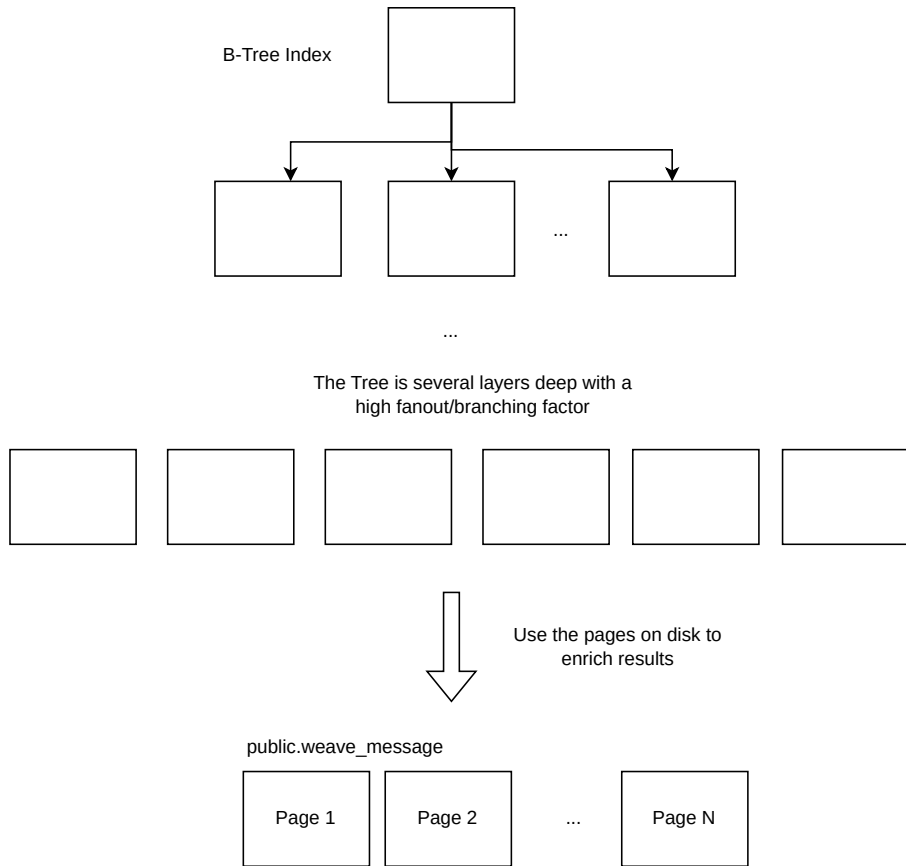 B-Tree Index
...
...
The Tree is several layers deep with a
high fanout/branching factor
Use the pages on disk to
enrich results
public.weave_message
Page 1
Page 2
...
Page N